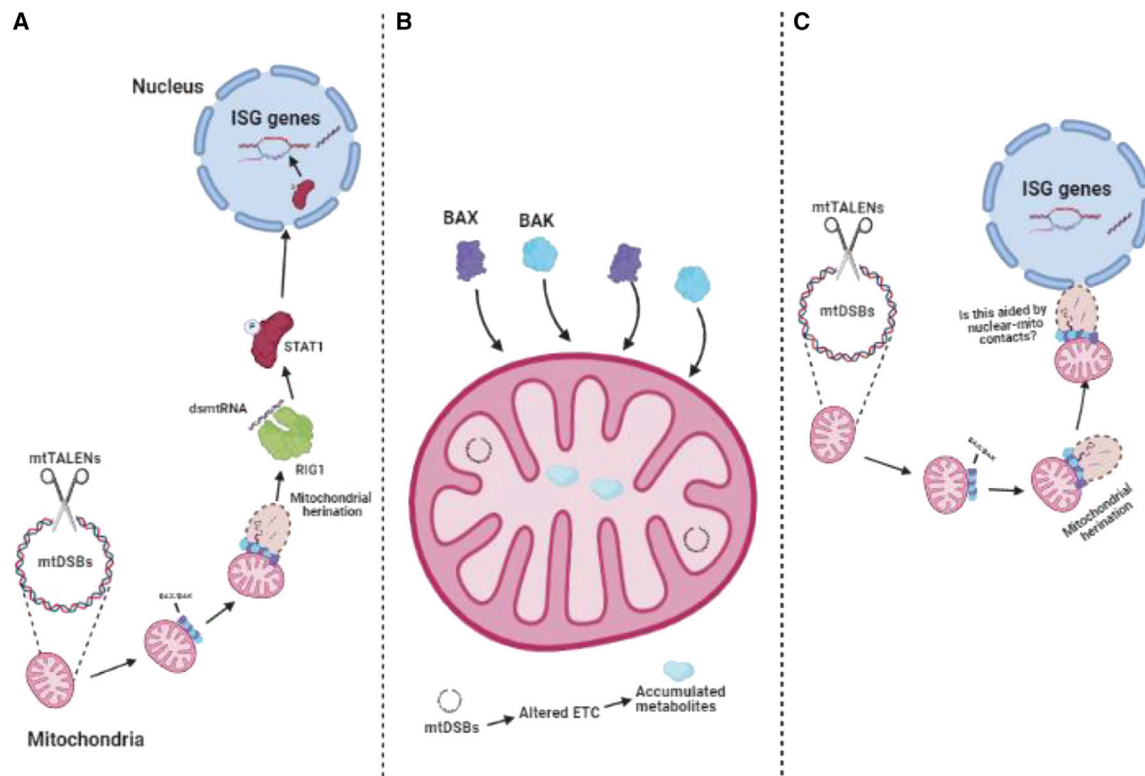 A
Nucleus
ISG genes
P
STAT1
dsmtRNA
RIG1
mtTALENs
Mitochondrial
herination
mtDSBs
BAX/BAK
Mitochondria
B
BAX
BAK
mtDSBs
Altered ETC
Accumulated
metabolites
C
ISG genes
mtTALENs
mtDSBs
Is this aided by
nuclear-mito
contacts?
BAX/BAK
Mitochondrial
herination